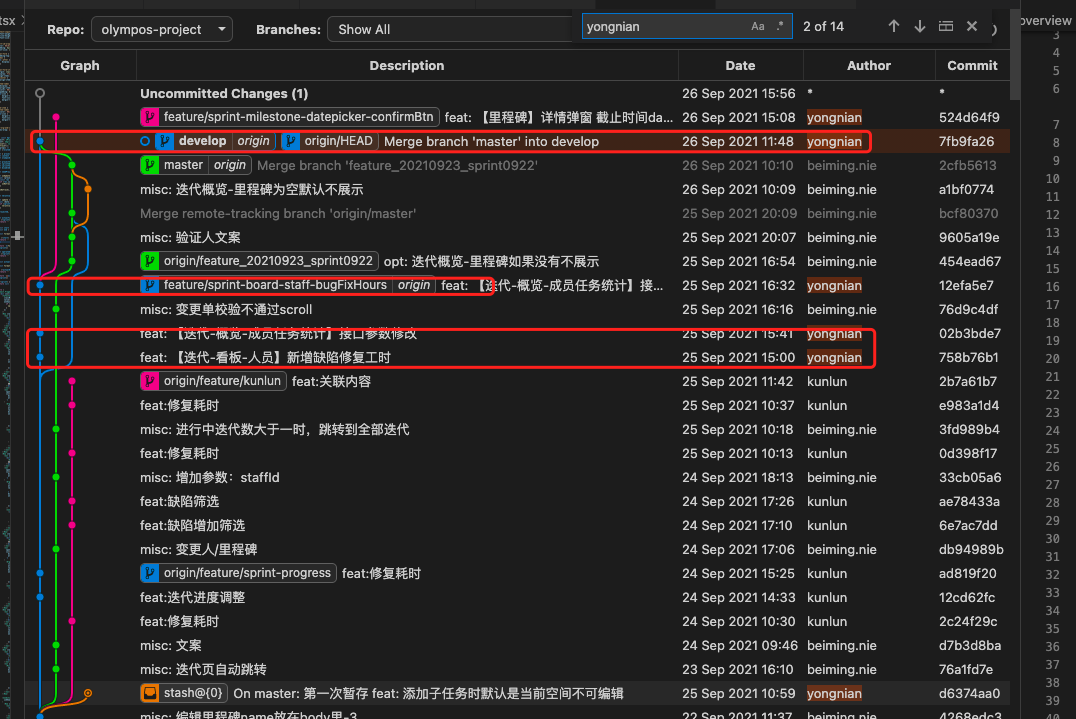 tsx
overview
Repo: olympos-project Branches: Show All
yongnian Aa .* 2 of 14
Graph Description Date Author Commit
Uncommitted Changes (1) 26 Sep 2021 15:56 * *
feature/sprint-milestone-datepicker-confirmBtn feat: 【里程碑】详情弹窗 截止时间da... 26 Sep 2021 15:08 yongnian 524d64f9
develop origin origin/HEAD Merge branch 'master' into develop 26 Sep 2021 11:48 yongnian 7fb9fa26
master origin Merge branch 'feature_20210923_sprint0922' 26 Sep 2021 10:10 beiming.nie 2cfb5613
misc: 迭代概览-里程碑为空默认不展示 26 Sep 2021 10:09 beiming.nie a1bf0774
Merge remote-tracking branch 'origin/master' 25 Sep 2021 20:09 beiming.nie bcf80370
misc: 验证人文案 25 Sep 2021 20:07 beiming.nie 9605a19e
origin/feature_20210923_sprint0922 opt: 迭代概览-里程碑如果没有不展示 25 Sep 2021 16:54 beiming.nie 454ead67
feature/sprint-board-staff-bugFixHours origin feat: 【迭代-概览-成员任务统计】接... 25 Sep 2021 16:32 yongnian 12efa5e7
misc: 变更单校验不通过scroll 25 Sep 2021 16:16 beiming.nie 76d9c4df
feat: 【迭代-概览-成员任务统计】接口参数修改 25 Sep 2021 15:41 yongnian 02b3bde7
feat: 【迭代-看板-人员】新增缺陷修复工时 25 Sep 2021 15:00 yongnian 758b76b1
origin/feature/kunlun feat:关联内容 25 Sep 2021 11:42 kunlun 2b7a61b7
feat:修复耗时 25 Sep 2021 10:37 kunlun e983a1d4
misc: 进行中迭代数大于一时，跳转到全部迭代 25 Sep 2021 10:18 beiming.nie 3fd989b4
feat:修复耗时 25 Sep 2021 10:13 kunlun 0d398f17
misc: 增加参数：staffId 24 Sep 2021 18:13 beiming.nie 33cb05a6
feat:缺陷筛选 24 Sep 2021 17:26 kunlun ae78433a
feat:缺陷增加筛选 24 Sep 2021 17:10 kunlun 6e7ac7dd
misc: 变更人/里程碑 24 Sep 2021 17:06 beiming.nie db94989b
origin/feature/sprint-progress feat:修复耗时 24 Sep 2021 15:25 kunlun ad819f20
feat:迭代进度调整 24 Sep 2021 14:33 kunlun 12cd62fc
feat:修复耗时 24 Sep 2021 10:30 kunlun 2c24f29c
misc: 文案 24 Sep 2021 09:46 beiming.nie d7b3d8ba
misc: 迭代页自动跳转 23 Sep 2021 16:10 beiming.nie 76a1fd7e
stash@{0} On master: 第一次暂存 feat: 添加子任务时默认是当前空间不可编辑 25 Sep 2021 10:59 yongnian d6374aa0
misc: 编辑里程碑name放在body里-3 22 Sep 2021 11:37 beiming.nie 4268edc3
3
4
5
6
7
8
9
10
11
12
13
14
15
16
17
18
19
20
21
22
23
24
25
26
27
28
29
30
31
32
33
34
35
36
37
38
39
40